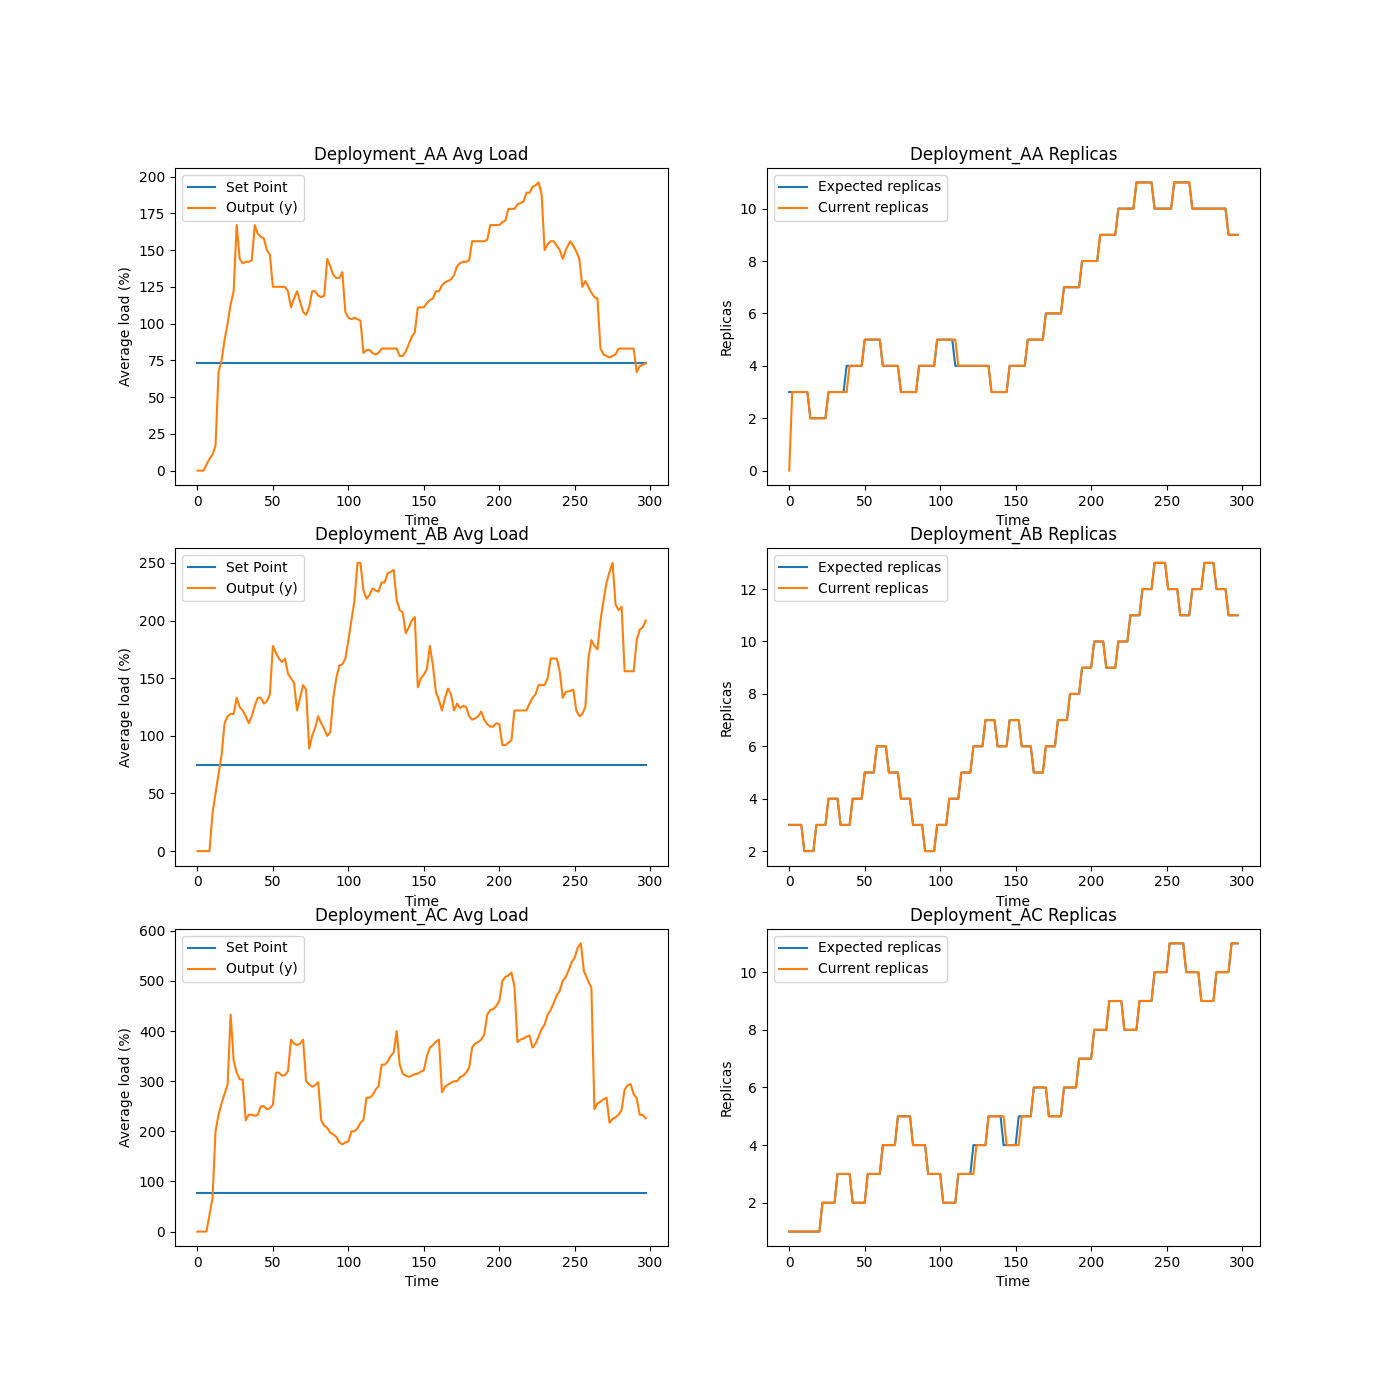 Deployment_AA Avg Load
Set Point
Output (y)
Average load (%)
200
175
150
125
100
75
50
25
0
0 50 100 150 200 250 300
Time
Deployment_AA Replicas
Expected replicas
Current replicas
Replicas
10
8
6
4
2
0
0 50 100 150 200 250 300
Time
Deployment_AB Avg Load
Set Point
Output (y)
Average load (%)
250
200
150
100
50
0
0 50 100 150 200 250 300
Time
Deployment_AB Replicas
Expected replicas
Current replicas
Replicas
12
10
8
6
4
2
0 50 100 150 200 250 300
Time
Deployment_AC Avg Load
Set Point
Output (y)
Average load (%)
600
500
400
300
200
100
0
0 50 100 150 200 250 300
Time
Deployment_AC Replicas
Expected replicas
Current replicas
Replicas
10
8
6
4
2
0 50 100 150 200 250 300
Time